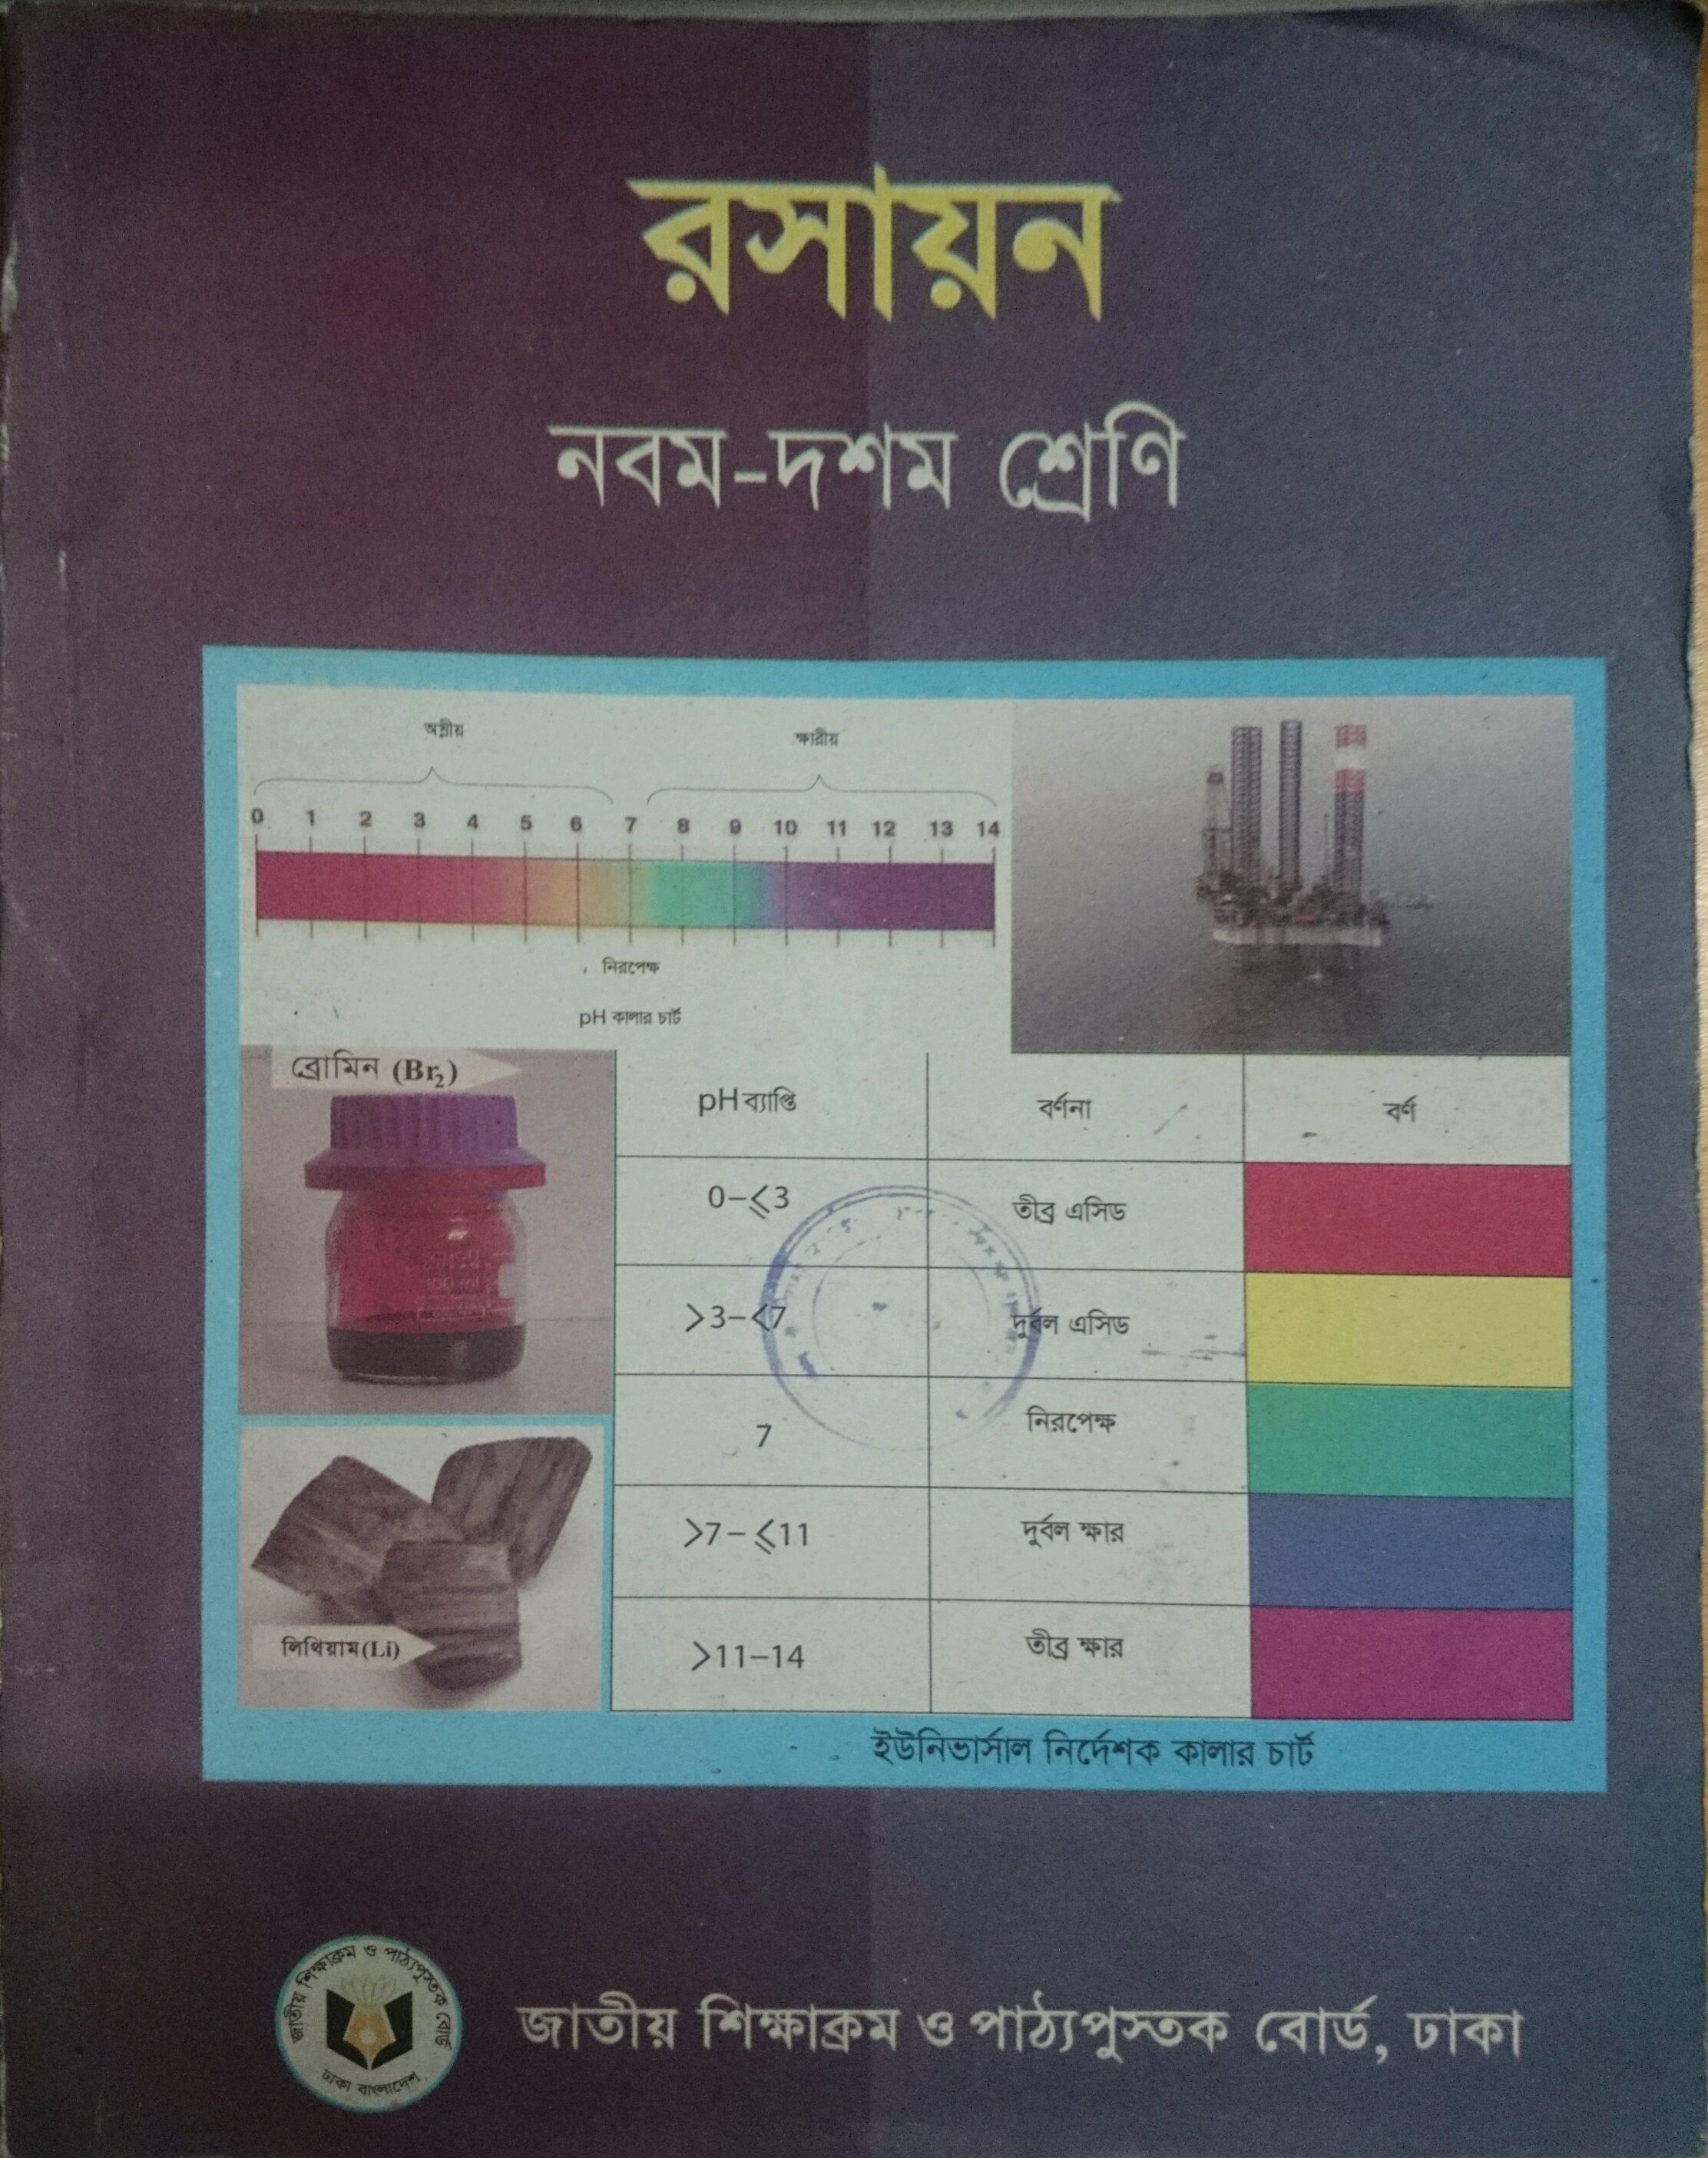 রসায়ন
নবম-দশম শ্রেণি
অম্লীয়
ক্ষারীয়
0 1 2 3 4 5 6 7 8 9 10 11 12 13 14
নিরপেক্ষ
pH কালার চার্ট
ব্রোমিন (Br₂)
pH ব্যাপ্তি বর্ণনা বর্ণ
0–⩽3 তীব্র এসিড
>3–<7 দুর্বল এসিড
7 নিরপেক্ষ
>7–⩽11 দুর্বল ক্ষার
>11–14 তীব্র ক্ষার
লিথিয়াম (Li)
ইউনিভার্সাল নির্দেশক কালার চার্ট
জাতীয় শিক্ষাক্রম ও পাঠ্যপুস্তক বোর্ড
ঢাকা বাংলাদেশ
জাতীয় শিক্ষাক্রম ও পাঠ্যপুস্তক বোর্ড, ঢাকা